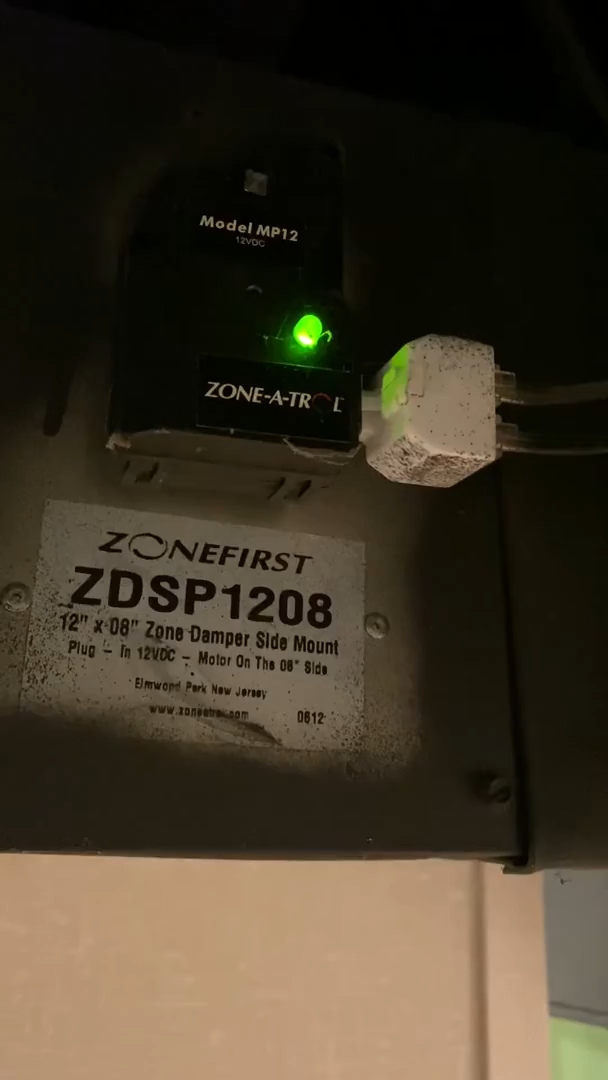 Model MP12
12VDC
ZONE-A-TROL
ZONEFIRST
ZDSP1208
12" x 08" Zone Damper Side Mount
Plug - In 12VDC - Motor On The 08" Side
Elmwood Park New Jersey
0612